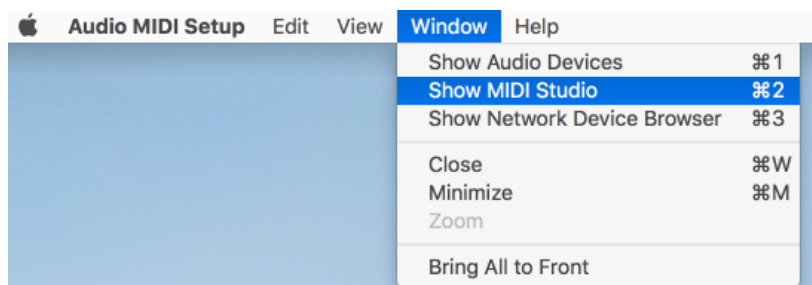 Audio MIDI Setup Edit View Window Help
Show Audio Devices ⌘1
Show MIDI Studio ⌘2
Show Network Device Browser ⌘3
Close ⌘W
Minimize ⌘M
Zoom
Bring All to Front